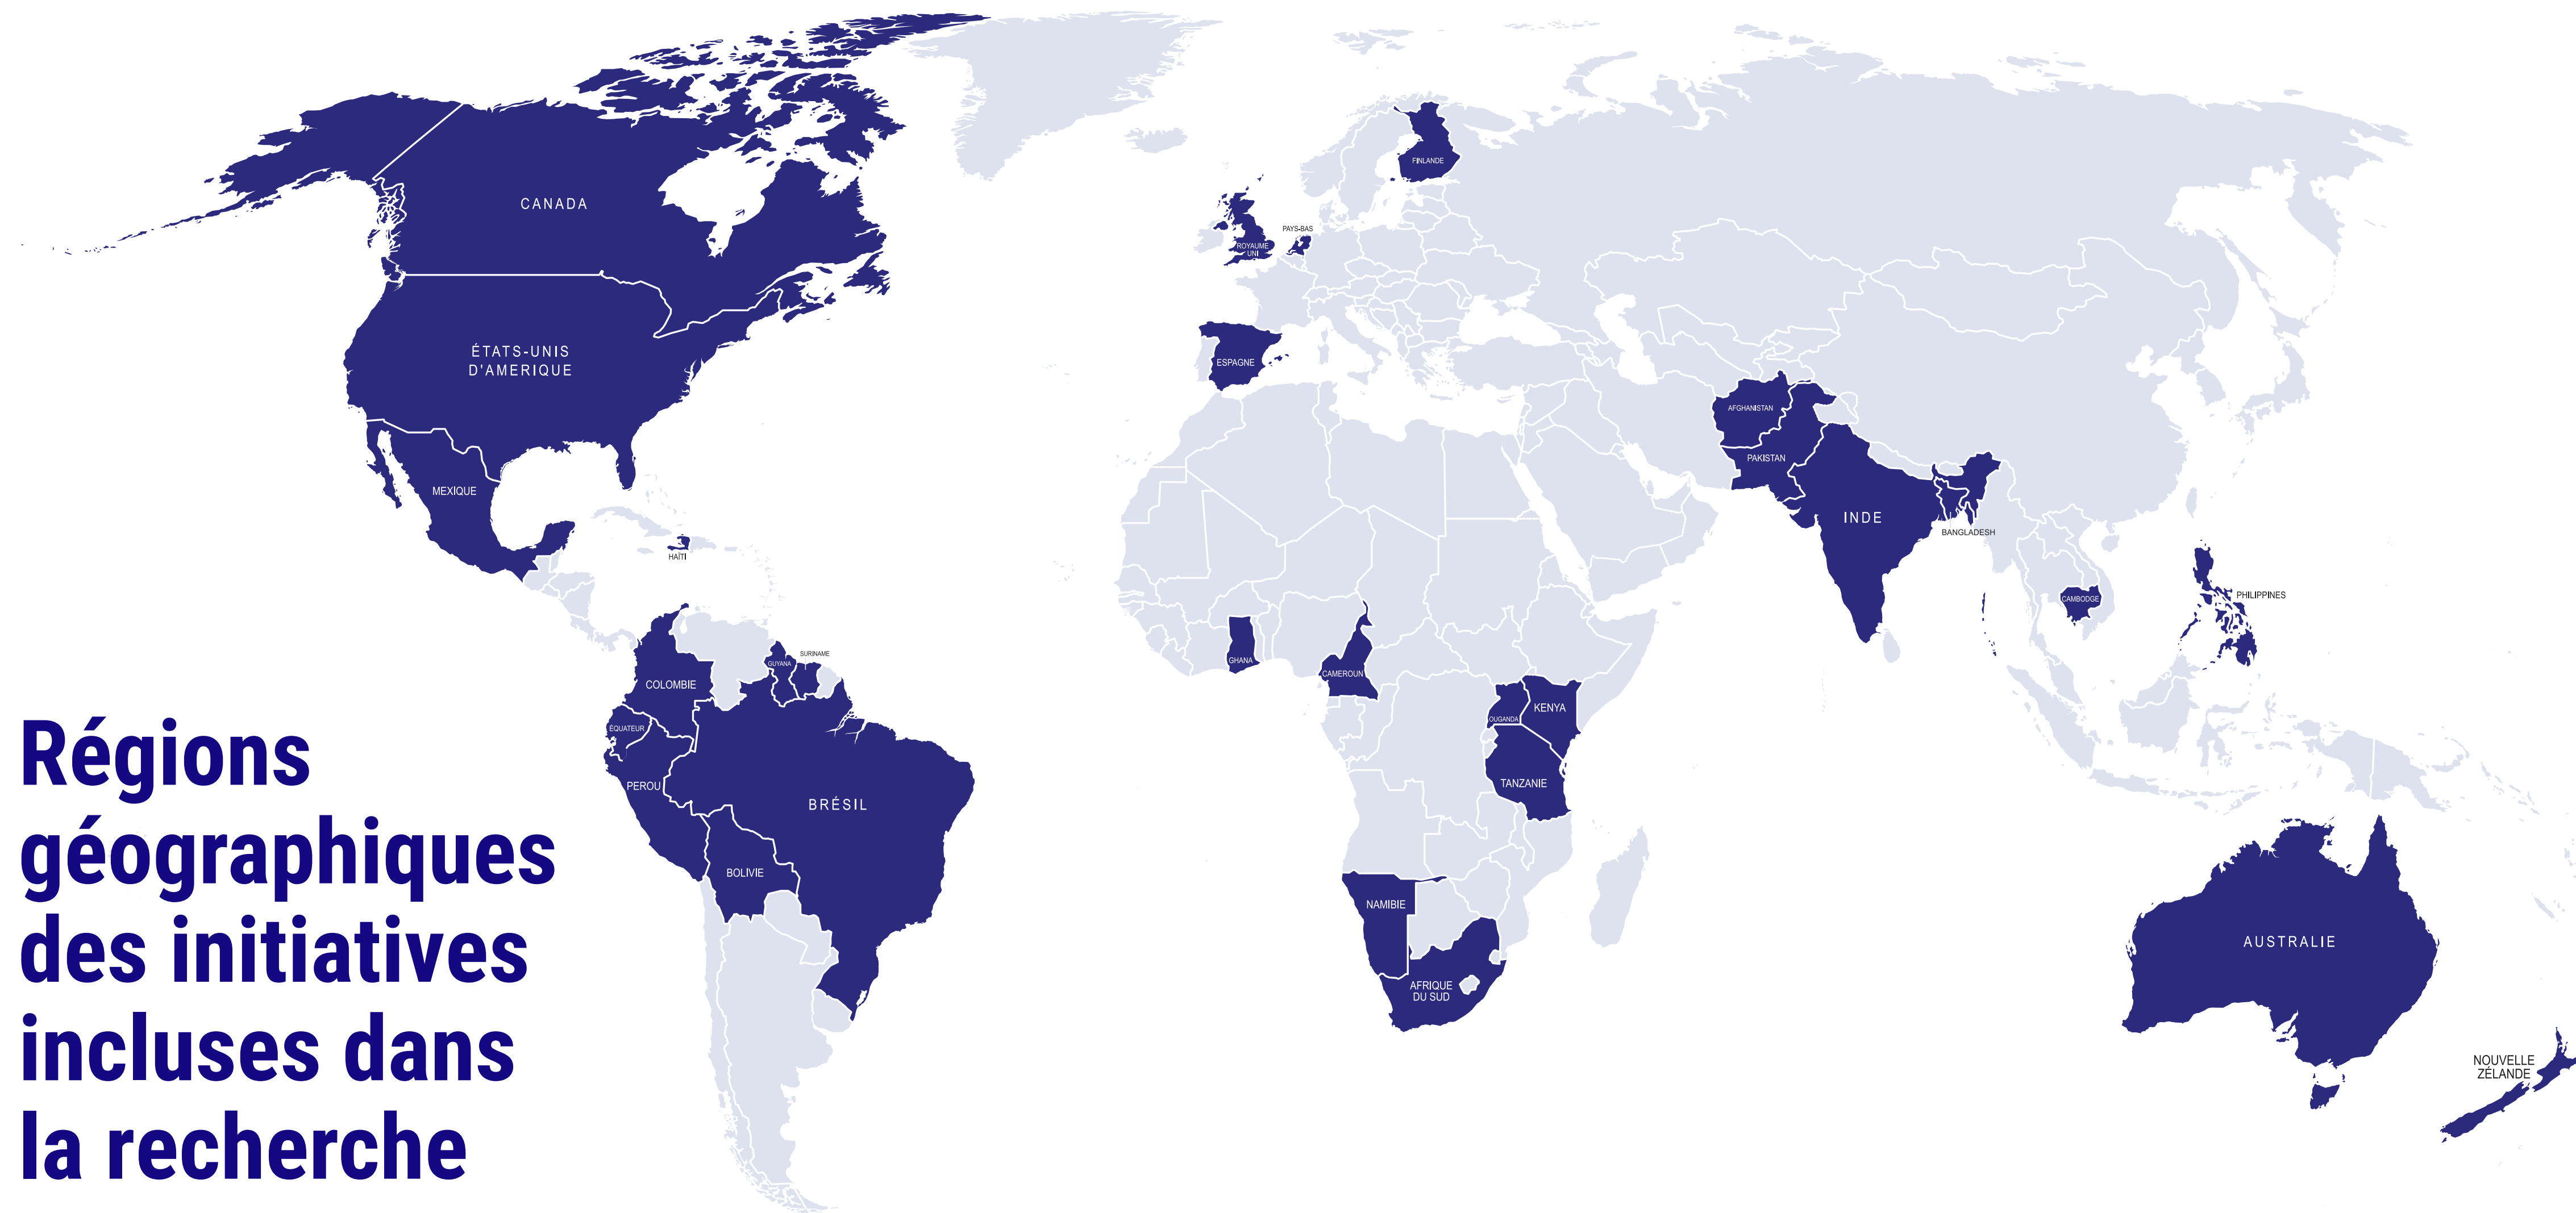 CANADA
FINLANDE
PAYS-BAS
ROYAUME
UNI
ÉTATS-UNIS
D'AMERIQUE
ESPAGNE
AFGHANISTAN
PAKISTAN
MEXIQUE
INDE
BANGLADESH
HAÏTI
PHILIPPINES
CAMBODGE
SURINAME
GUYANA
GHANA
CAMEROUN
COLOMBIE
OUGANDA
KENYA
ÉQUATEUR
TANZANIE
PEROU
BRÉSIL
BOLIVIE
NAMIBIE
AUSTRALIE
AFRIQUE
DU SUD
NOUVELLE
ZÉLANDE
Régions
géographiques
des initiatives
incluses dans
la recherche